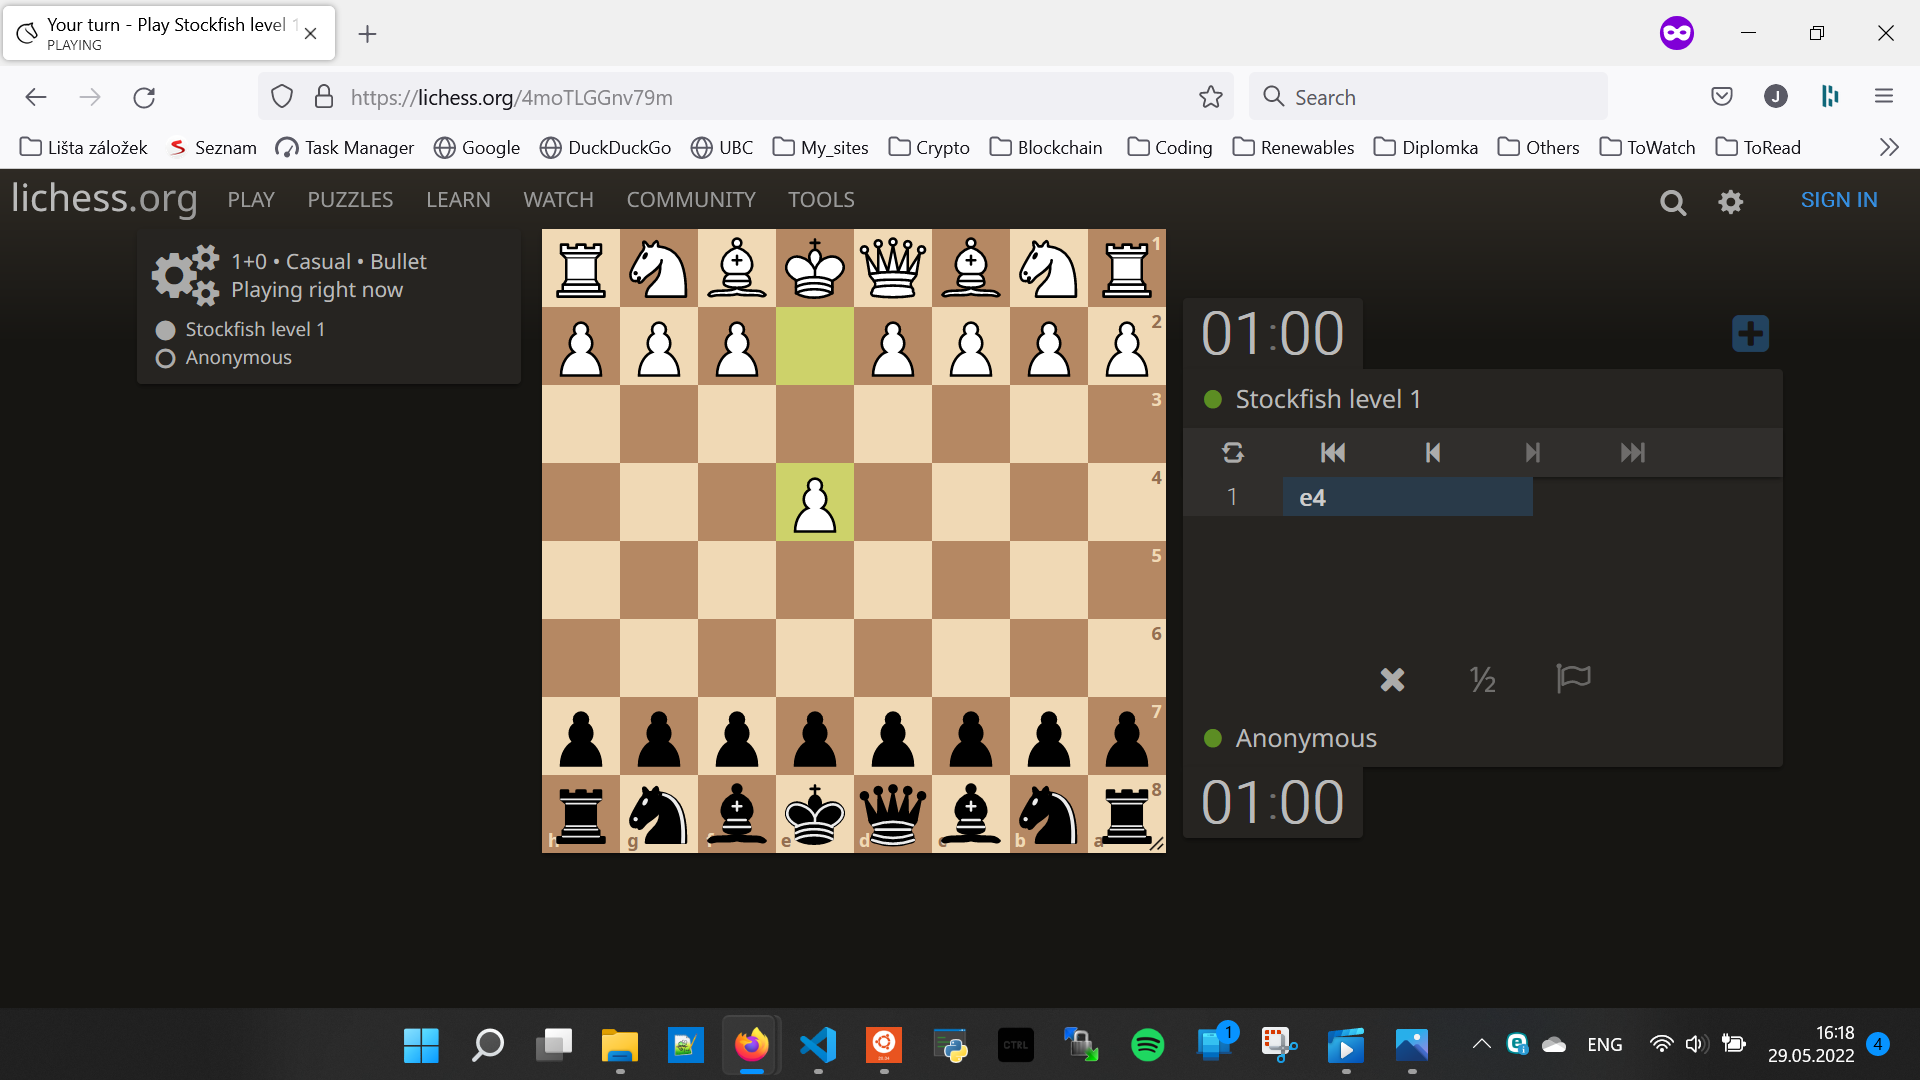 Your turn - Play Stockfish level 1
PLAYING
https://lichess.org/4moTLGGnv79m
Search
J
Lišta záložek
Seznam
Task Manager
Google
DuckDuckGo
UBC
My_sites
Crypto
Blockchain
Coding
Renewables
Diplomka
Others
ToWatch
ToRead
lichess.org
PLAY
PUZZLES
LEARN
WATCH
COMMUNITY
TOOLS
SIGN IN
1+0 • Casual • Bullet
Playing right now
Stockfish level 1
Anonymous
1
2
3
4
5
6
7
8
h
g
f
e
d
c
b
a
01:00
Stockfish level 1
1 e4
½
Anonymous
01:00
CTRL
1
ENG
16:18
29.05.2022
4